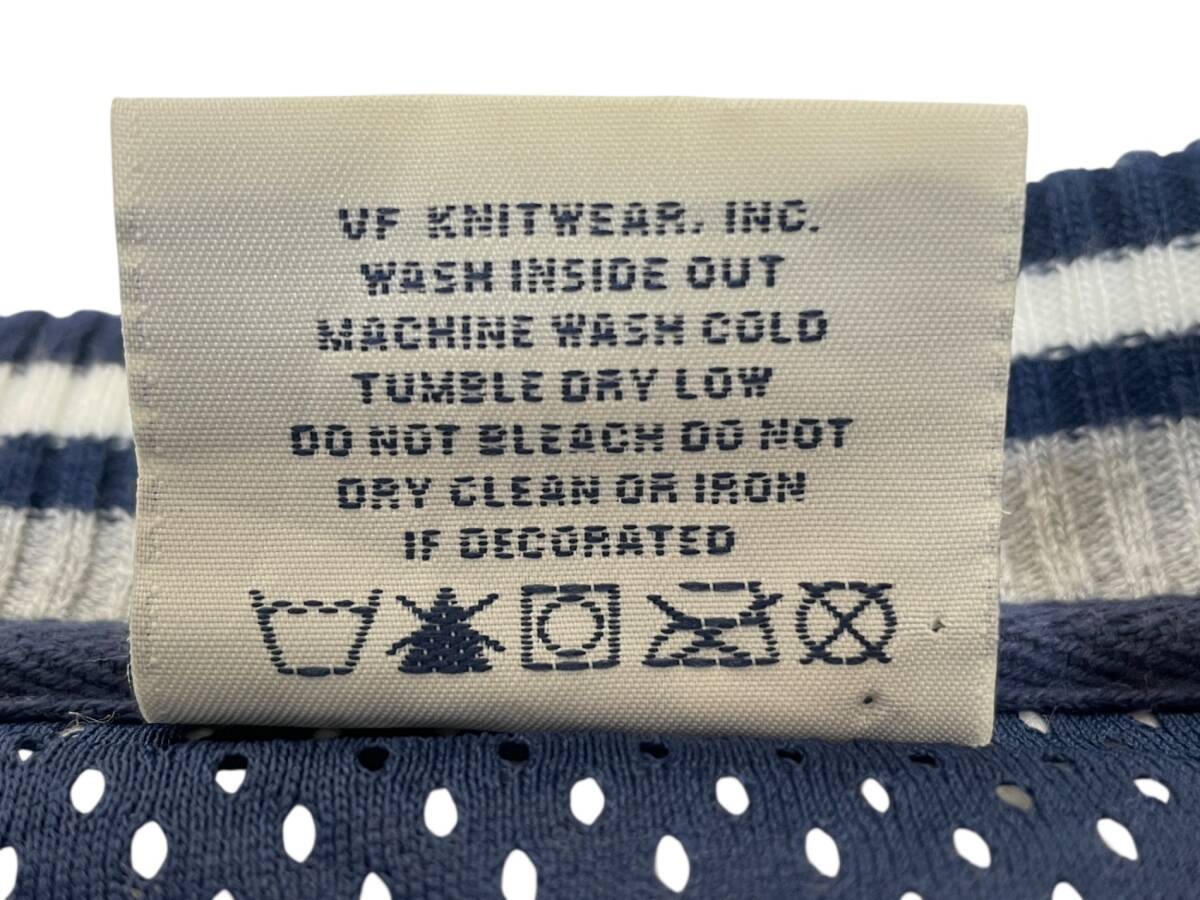 VF KNITWEAR, INC.
WASH INSIDE OUT
MACHINE WASH COLD
TUMBLE DRY LOW
DO NOT BLEACH DO NOT
DRY CLEAN OR IRON
IF DECORATED